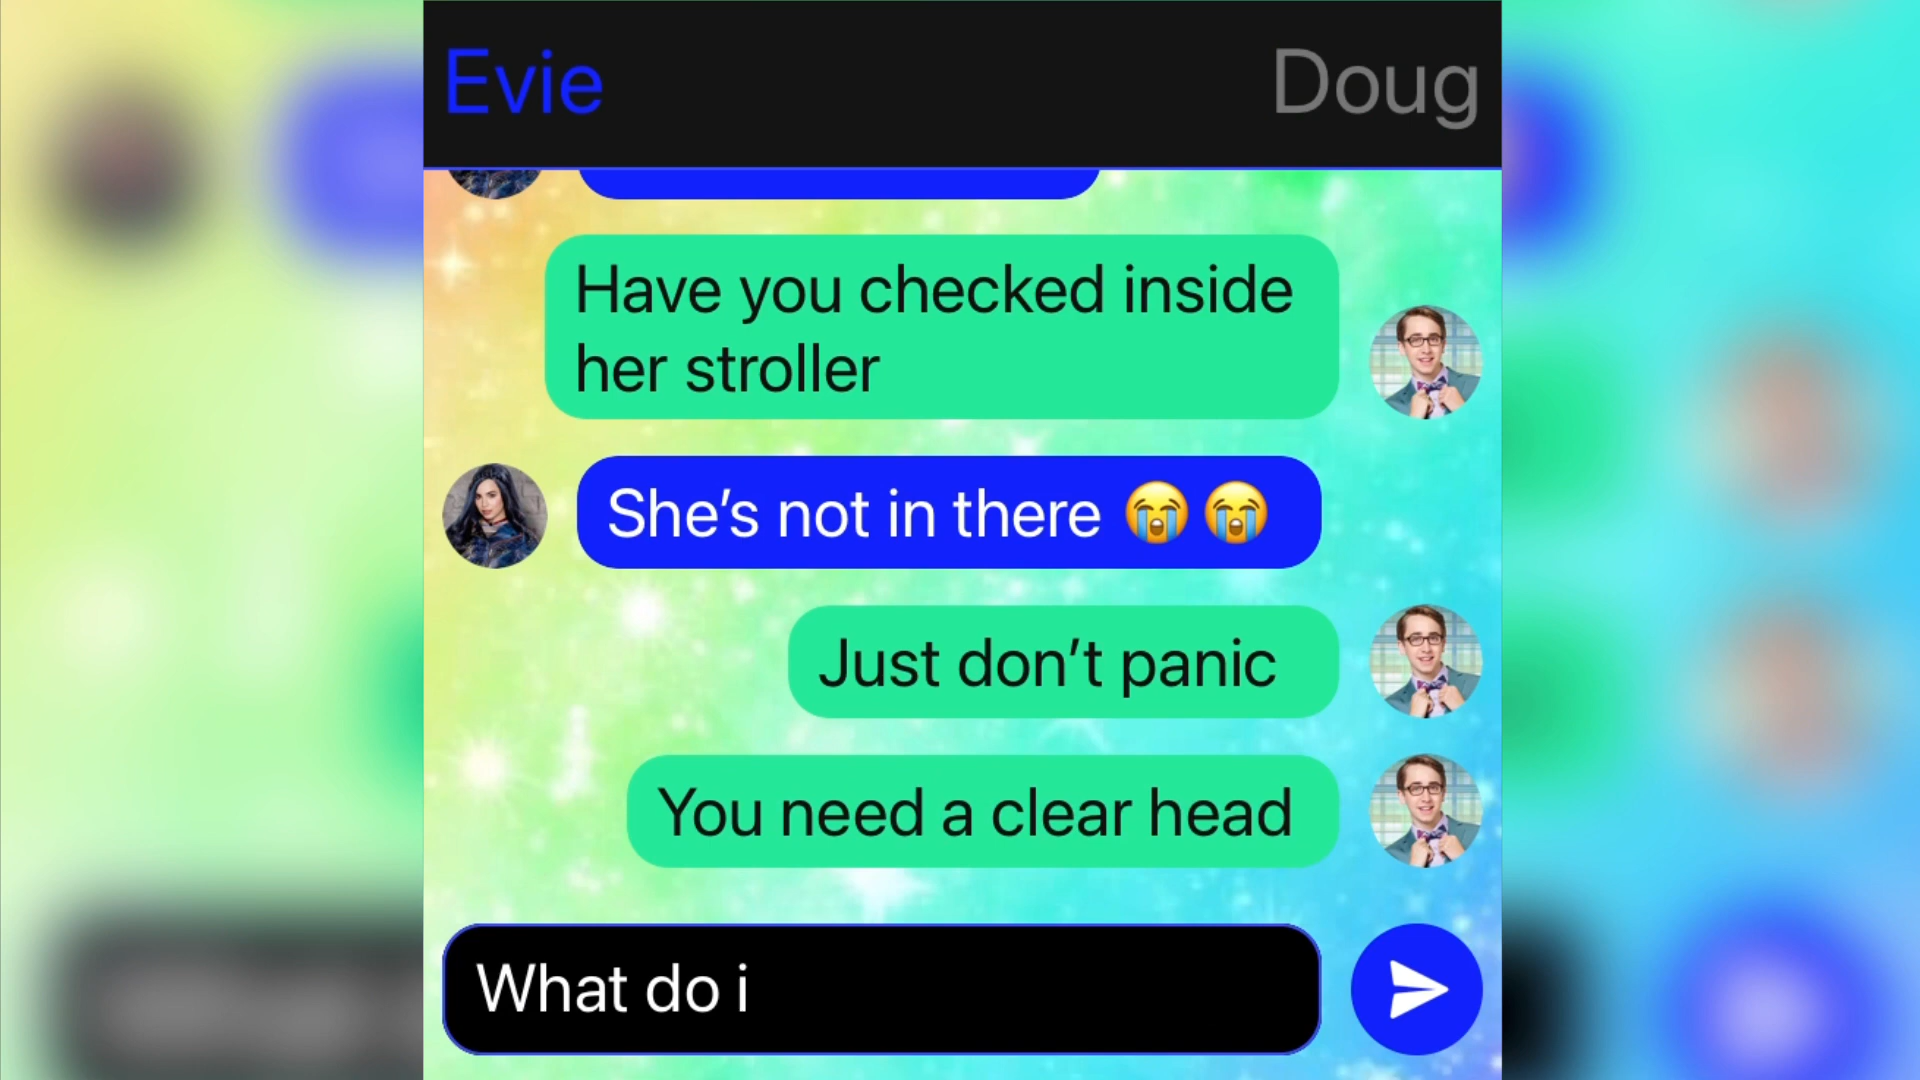 Evie
Doug
Have you checked inside
her stroller
She’s not in there 😭😭
Just don’t panic
You need a clear head
What do i